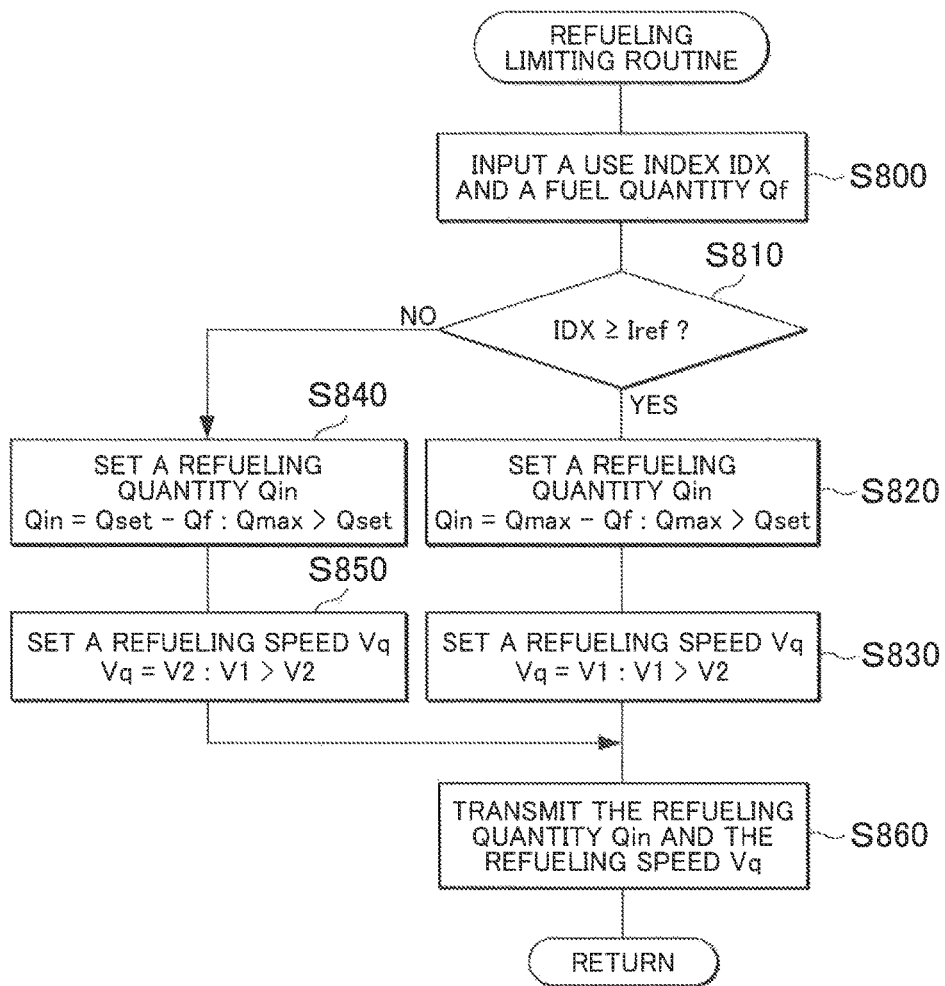 REFUELING
LIMITING ROUTINE
INPUT A USE INDEX IDX
AND A FUEL QUANTITY Qf
S800
S810
IDX ≥ Iref ?
NO
YES
S840
SET A REFUELING
QUANTITY Qin
Qin = Qset - Qf : Qmax > Qset
SET A REFUELING
QUANTITY Qin
Qin = Qmax - Qf : Qmax > Qset
S820
S850
SET A REFUELING SPEED Vq
Vq = V2 : V1 > V2
SET A REFUELING SPEED Vq
Vq = V1 : V1 > V2
S830
TRANSMIT THE REFUELING
QUANTITY Qin AND THE
REFUELING SPEED Vq
S860
RETURN